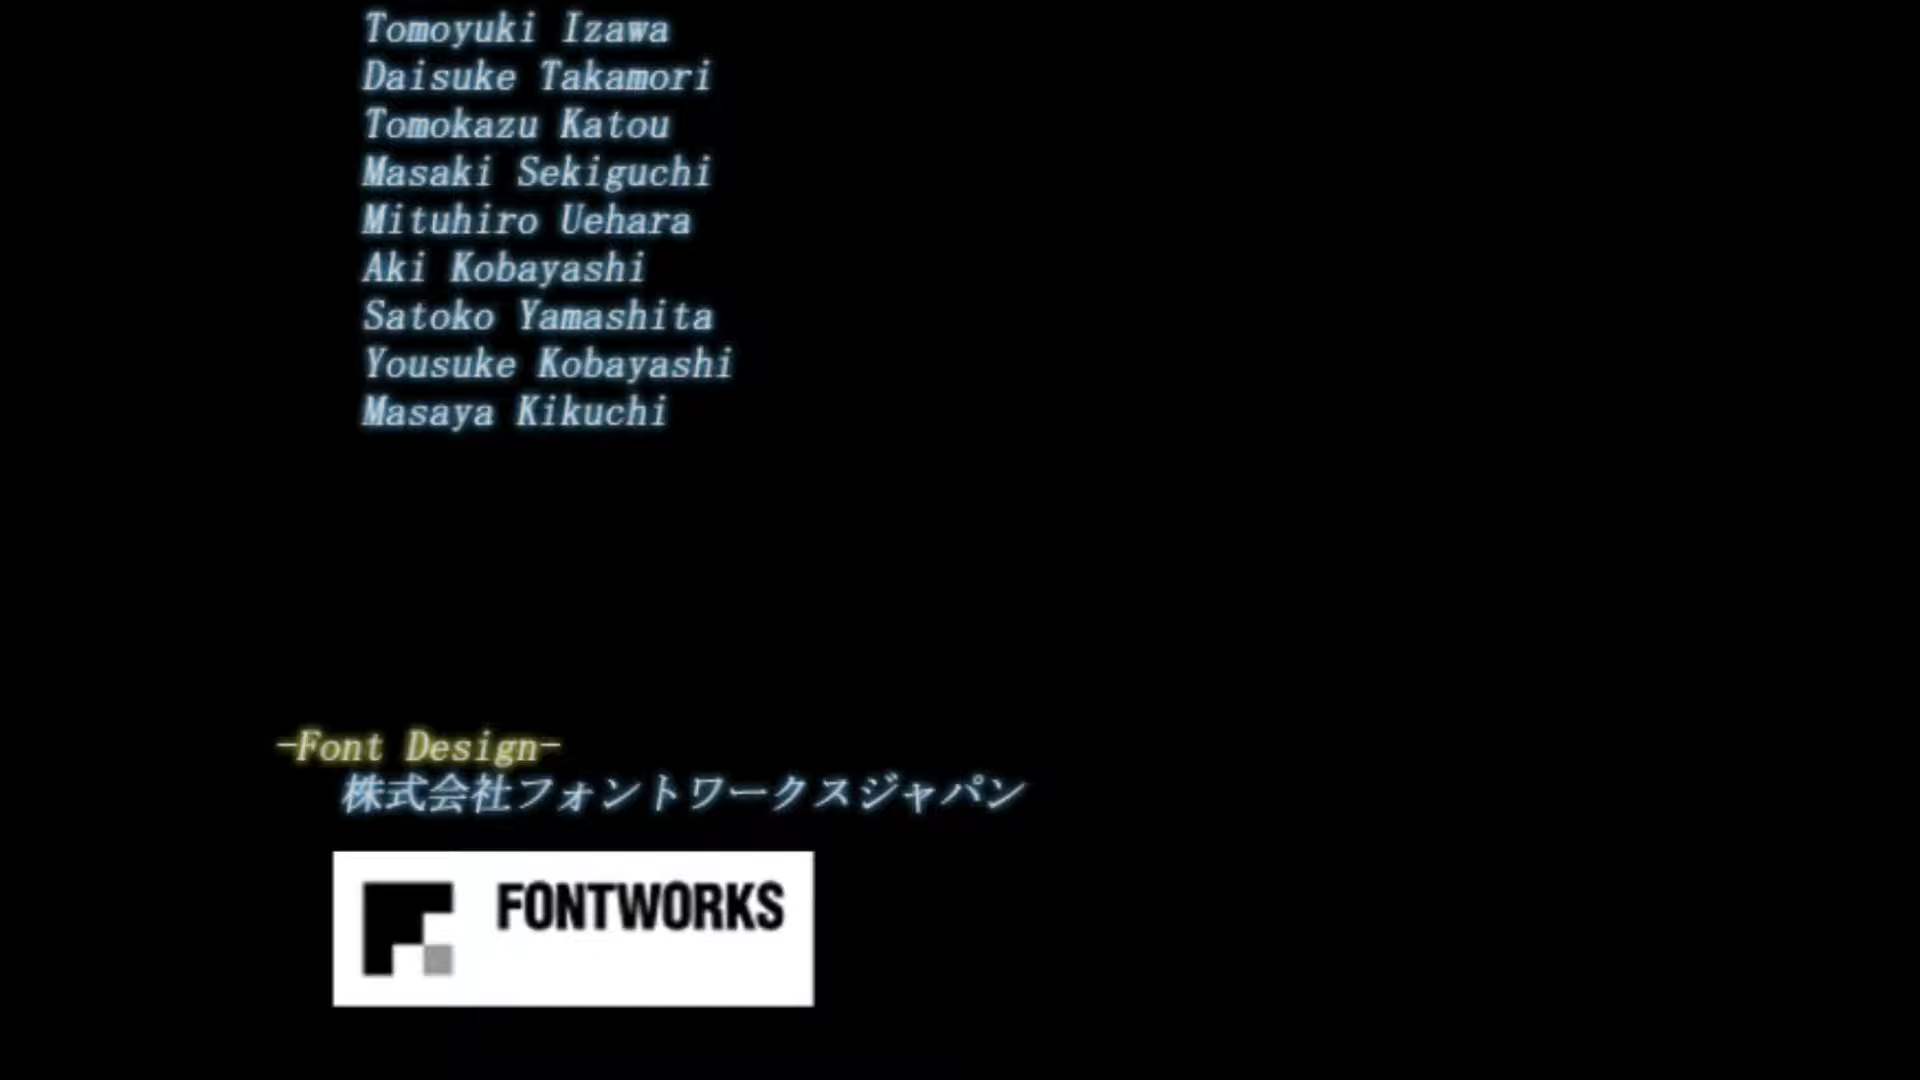 Tomoyuki Izawa
Daisuke Takamori
Tomokazu Katou
Masaki Sekiguchi
Mituhiro Uehara
Aki Kobayashi
Satoko Yamashita
Yousuke Kobayashi
Masaya Kikuchi
-Font Design-
株式会社フォントワークスジャパン
FONTWORKS